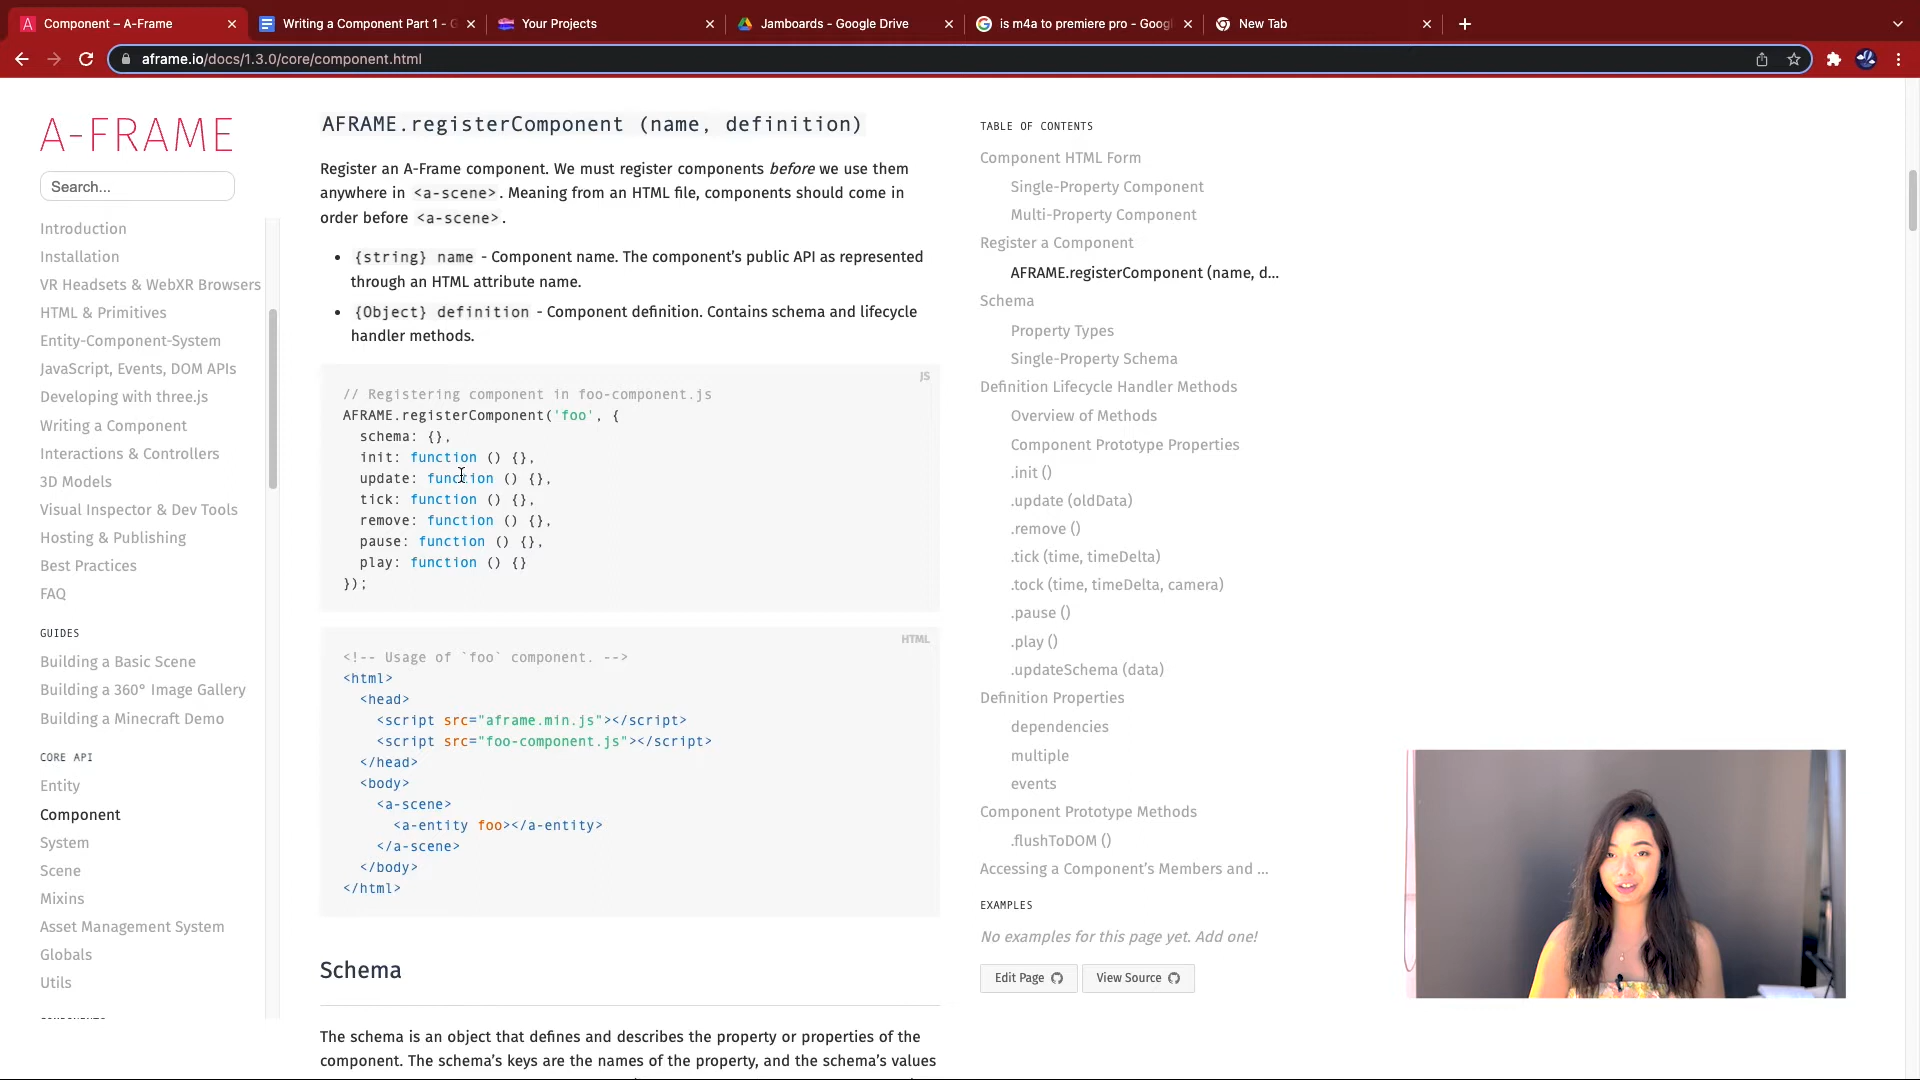 Component – A-Frame
Writing a Component Part 1 - G
Your Projects
Jamboards - Google Drive
is m4a to premiere pro - Googl
New Tab
aframe.io/docs/1.3.0/core/component.html
A-FRAME
Search...
Introduction
Installation
VR Headsets & WebXR Browsers
HTML & Primitives
Entity-Component-System
JavaScript, Events, DOM APIs
Developing with three.js
Writing a Component
Interactions & Controllers
3D Models
Visual Inspector & Dev Tools
Hosting & Publishing
Best Practices
FAQ
GUIDES
Building a Basic Scene
Building a 360° Image Gallery
Building a Minecraft Demo
CORE API
Entity
Component
System
Scene
Mixins
Asset Management System
Globals
Utils
AFRAME.registerComponent (name, definition)
Register an A-Frame component. We must register components before we use them
anywhere in <a-scene>. Meaning from an HTML file, components should come in
order before <a-scene>.
• {string} name - Component name. The component’s public API as represented
through an HTML attribute name.
• {Object} definition - Component definition. Contains schema and lifecycle
handler methods.
JS
// Registering component in foo-component.js
AFRAME.registerComponent('foo', {
schema: {},
init: function () {},
update: function () {},
tick: function () {},
remove: function () {},
pause: function () {},
play: function () {}
});
HTML
<!-- Usage of `foo` component. -->
<html>
<head>
<script src="aframe.min.js"></script>
<script src="foo-component.js"></script>
</head>
<body>
<a-scene>
<a-entity foo></a-entity>
</a-scene>
</body>
</html>
Schema
The schema is an object that defines and describes the property or properties of the
component. The schema’s keys are the names of the property, and the schema’s values
TABLE OF CONTENTS
Component HTML Form
Single-Property Component
Multi-Property Component
Register a Component
AFRAME.registerComponent (name, d...
Schema
Property Types
Single-Property Schema
Definition Lifecycle Handler Methods
Overview of Methods
Component Prototype Properties
.init ()
.update (oldData)
.remove ()
.tick (time, timeDelta)
.tock (time, timeDelta, camera)
.pause ()
.play ()
.updateSchema (data)
Definition Properties
dependencies
multiple
events
Component Prototype Methods
.flushToDOM ()
Accessing a Component’s Members and ...
EXAMPLES
No examples for this page yet. Add one!
Edit Page
View Source